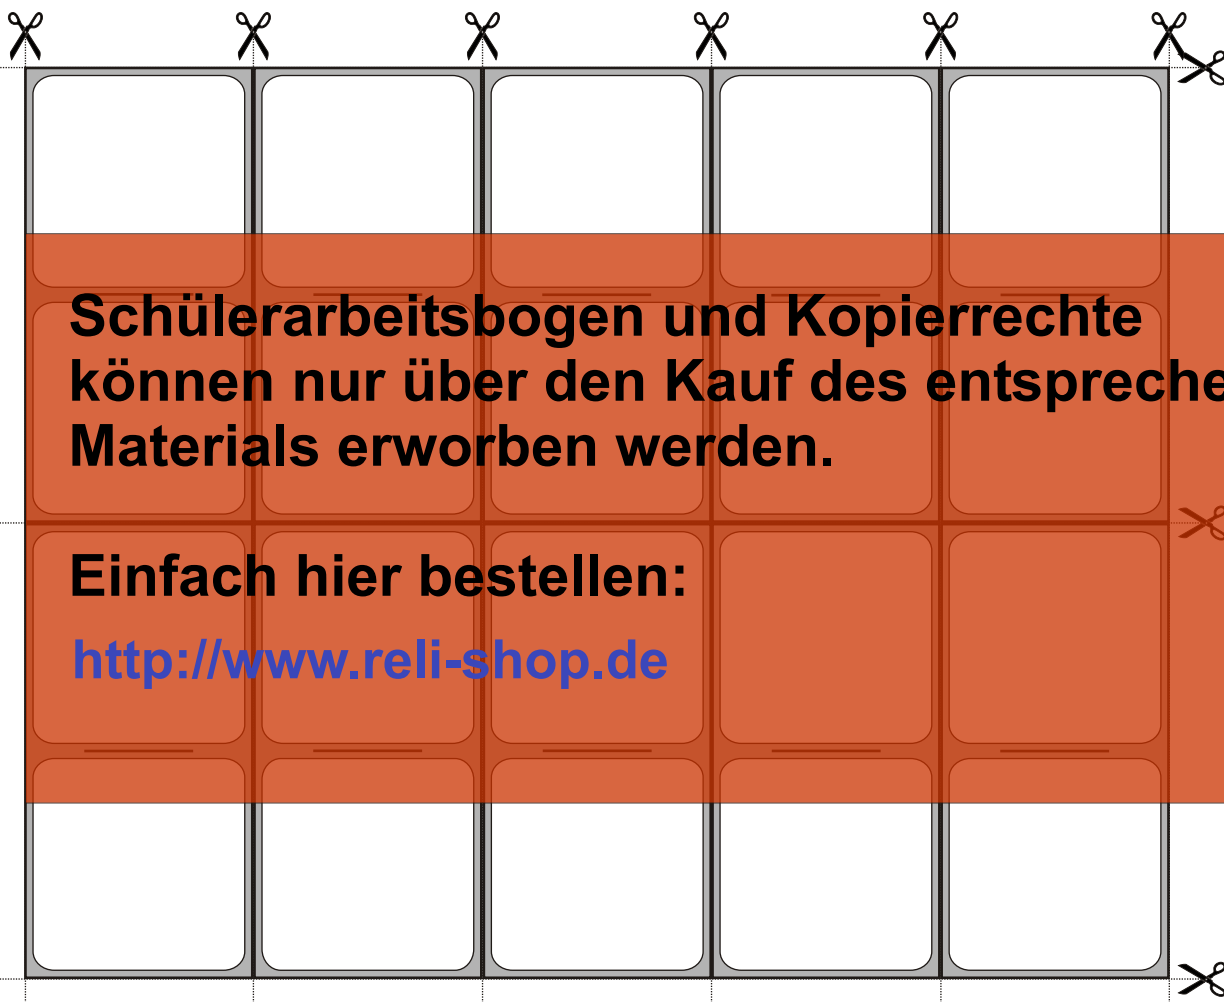 Schülerarbeitsbogen und Kopierrechte
können nur über den Kauf des entspreche
Materials erworben werden.
Einfach hier bestellen:
http://www.reli-shop.de